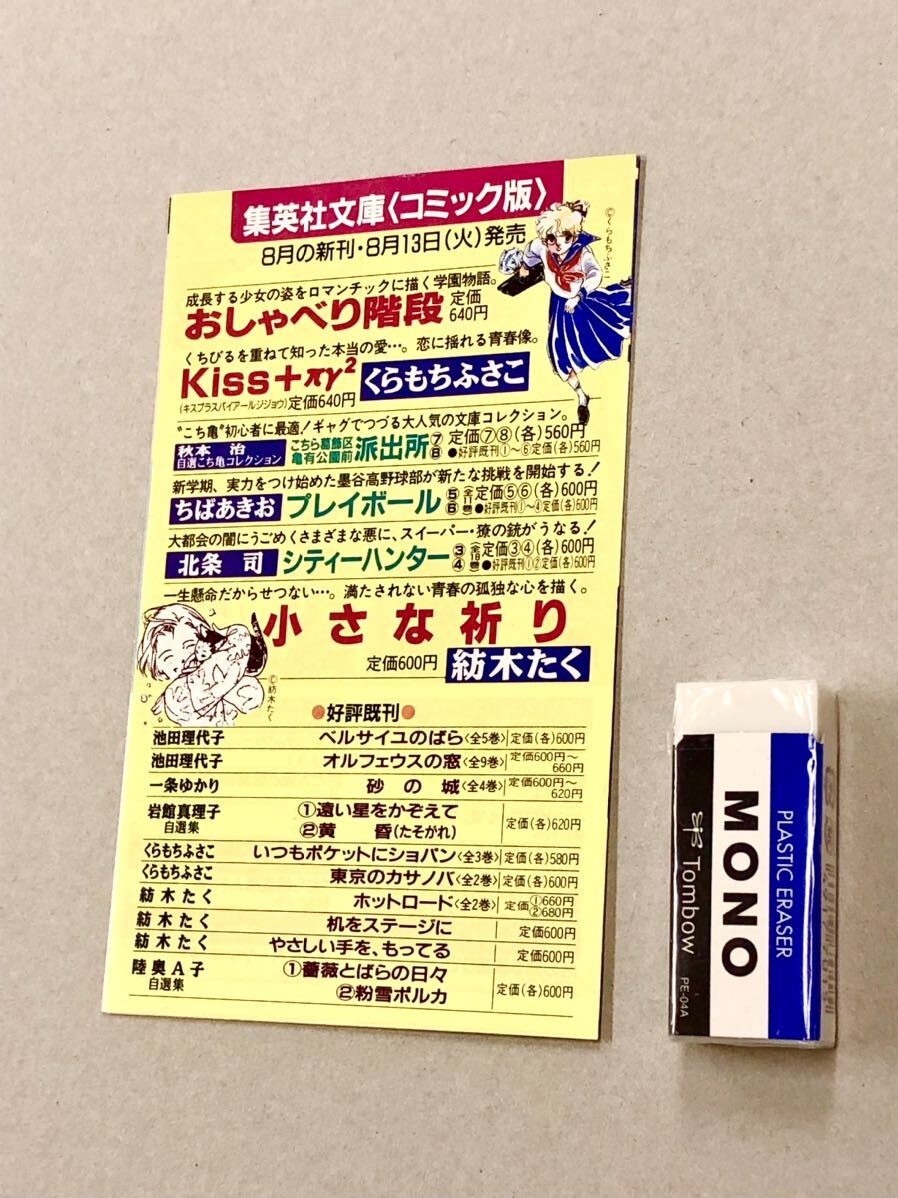 集英社文庫〈コミック版〉
8月の新刊・8月13日(火)発売
©くらもちふさこ
成長する少女の姿をロマンチックに描く学園物語。
おしゃべり階段 定価640円
くちびるを重ねて知った本当の愛…。恋に揺れる青春像。
Kiss+πγ² くらもちふさこ
(キスプラスパイアールジジョウ)定価640円
"こち亀"初心者に最適!ギャグでつづる大人気の文庫コレクション。
秋本 治 自選こち亀コレクション こちら葛飾区亀有公園前派出所⑦⑧ 定価⑦⑧(各)560円 ●好評既刊①〜⑥定価(各)560円
新学期、実力をつけ始めた墨谷高野球部が新たな挑戦を開始する!
ちばあきお プレイボール⑤⑥ 全11巻 定価⑤⑥(各)600円 ●好評既刊①〜④定価(各)600円
大都会の闇にうごめくさまざまな悪に、スイーパー・獠の銃がうなる!
北条 司 シティーハンター③④ 全18巻 定価③④(各)600円 ●好評既刊①②定価(各)600円
一生懸命だからせつない…。満たされない青春の孤独な心を描く。
小さな祈り
定価600円 紡木たく
©紡木たく
●好評既刊●
池田理代子 ベルサイユのばら〈全5巻〉 定価(各)600円
池田理代子 オルフェウスの窓〈全9巻〉 定価600円〜660円
一条ゆかり 砂の城〈全4巻〉 定価600円〜620円
岩館真理子 自選集 ①遠い星をかぞえて
②黄昏(たそがれ) 定価(各)620円
くらもちふさこ いつもポケットにショパン〈全3巻〉 定価(各)580円
くらもちふさこ 東京のカサノバ〈全2巻〉 定価(各)600円
紡木たく ホットロード〈全2巻〉 定価①660円②680円
紡木たく 机をステージに 定価600円
紡木たく やさしい手を、もってる 定価600円
陸奥A子 自選集 ①薔薇とばらの日々
②粉雪ポルカ 定価(各)600円
PLASTIC ERASER
MONO
Tombow PE-04A